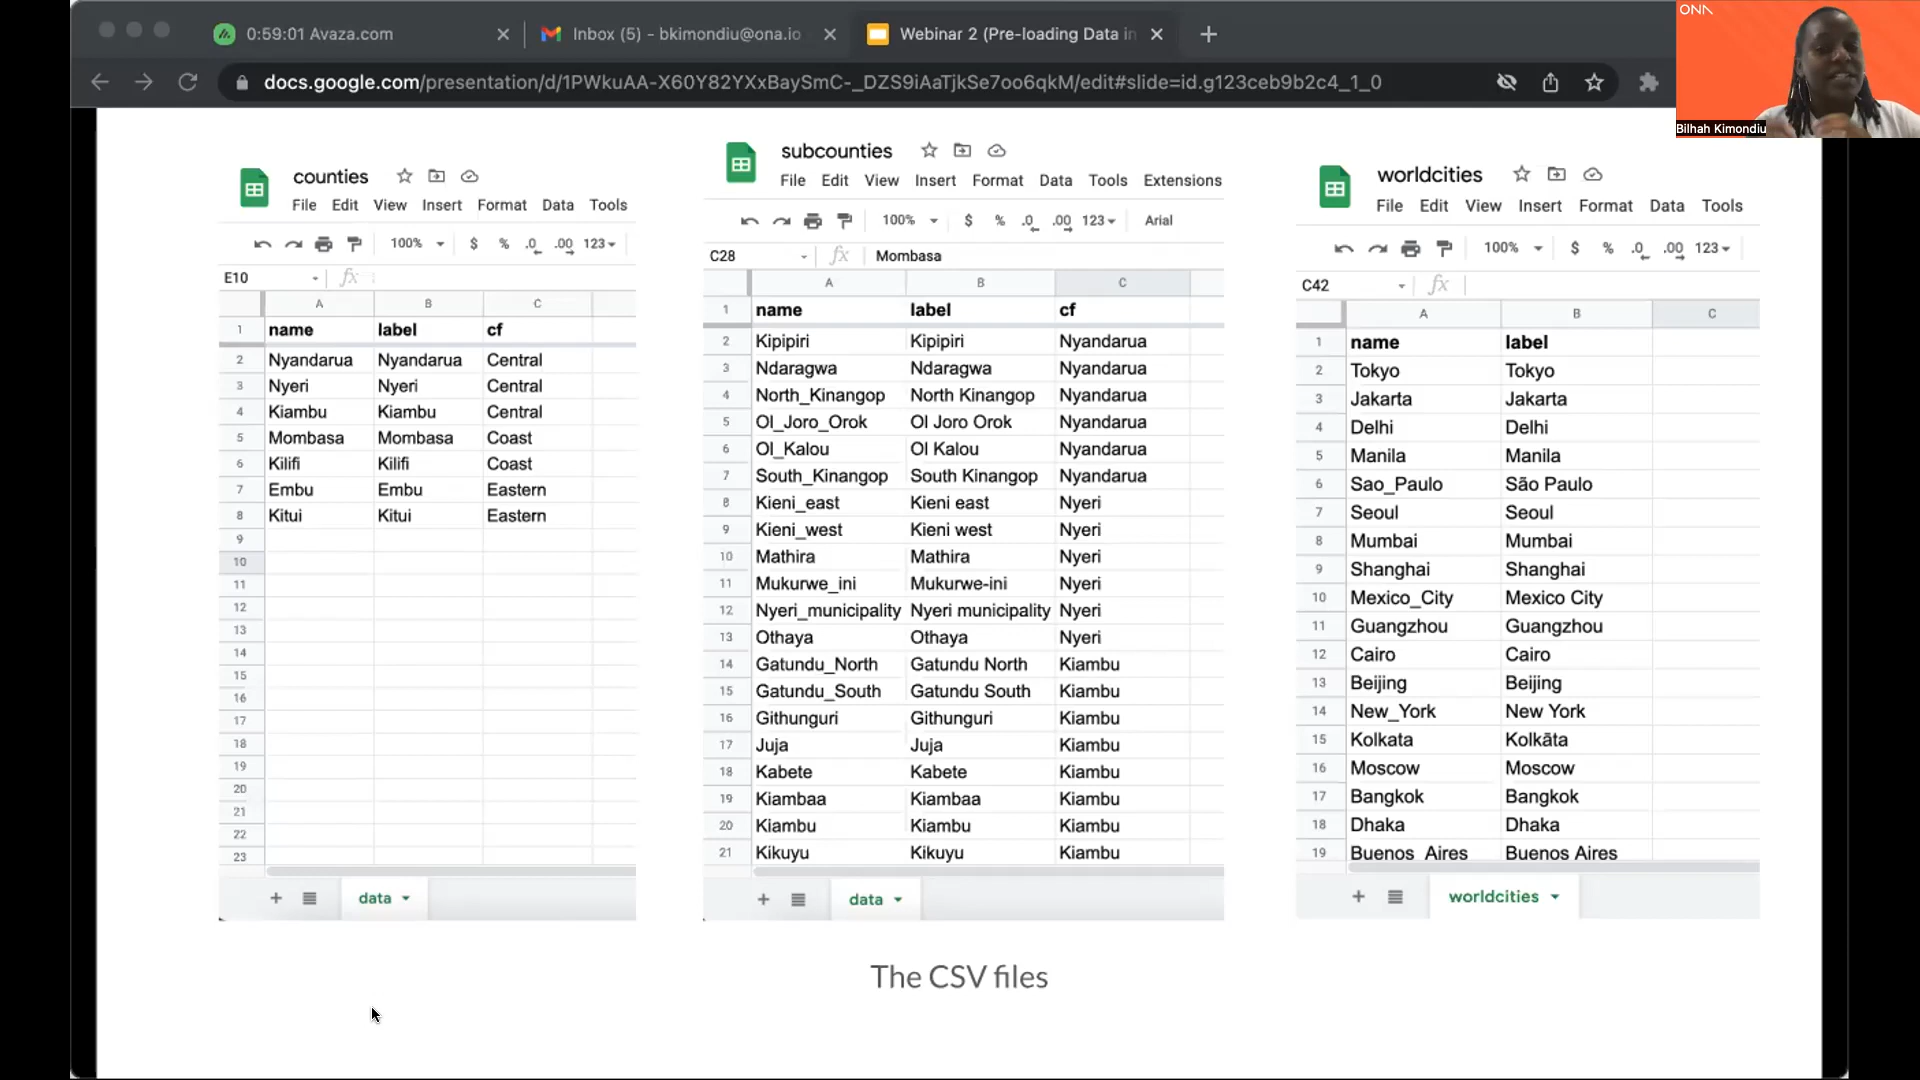 0:59:01 Avaza.com
Inbox (5) - bkimondiu@ona.io
Webinar 2 (Pre-loading Data in
docs.google.com/presentation/d/1PWkuAA-X60Y82YXxBaySmC-_DZS9iAaTjkSe7oo6qkM/edit#slide=id.g123ceb9b2c4_1_0
ONA
Bilhah Kimondiu
counties
File Edit View Insert Format Data Tools
100% $ % .0 .00 123
E10 fx
A B C
1 name label cf
2 Nyandarua Nyandarua Central
3 Nyeri Nyeri Central
4 Kiambu Kiambu Central
5 Mombasa Mombasa Coast
6 Kilifi Kilifi Coast
7 Embu Embu Eastern
8 Kitui Kitui Eastern
9
10
11
12
13
14
15
16
17
18
19
20
21
22
23
+ data
subcounties
File Edit View Insert Format Data Tools Extensions
100% $ % .0 .00 123 Arial
C28 fx Mombasa
A B C
1 name label cf
2 Kipipiri Kipipiri Nyandarua
3 Ndaragwa Ndaragwa Nyandarua
4 North_Kinangop North Kinangop Nyandarua
5 Ol_Joro_Orok Ol Joro Orok Nyandarua
6 Ol_Kalou Ol Kalou Nyandarua
7 South_Kinangop South Kinangop Nyandarua
8 Kieni_east Kieni east Nyeri
9 Kieni_west Kieni west Nyeri
10 Mathira Mathira Nyeri
11 Mukurwe_ini Mukurwe-ini Nyeri
12 Nyeri_municipality Nyeri municipality Nyeri
13 Othaya Othaya Nyeri
14 Gatundu_North Gatundu North Kiambu
15 Gatundu_South Gatundu South Kiambu
16 Githunguri Githunguri Kiambu
17 Juja Juja Kiambu
18 Kabete Kabete Kiambu
19 Kiambaa Kiambaa Kiambu
20 Kiambu Kiambu Kiambu
21 Kikuyu Kikuyu Kiambu
+ data
worldcities
File Edit View Insert Format Data Tools
100% $ % .0 .00 123
C42 fx
A B C
1 name label
2 Tokyo Tokyo
3 Jakarta Jakarta
4 Delhi Delhi
5 Manila Manila
6 Sao_Paulo São Paulo
7 Seoul Seoul
8 Mumbai Mumbai
9 Shanghai Shanghai
10 Mexico_City Mexico City
11 Guangzhou Guangzhou
12 Cairo Cairo
13 Beijing Beijing
14 New_York New York
15 Kolkata Kolkāta
16 Moscow Moscow
17 Bangkok Bangkok
18 Dhaka Dhaka
19 Buenos_Aires Buenos Aires
+ worldcities
The CSV files